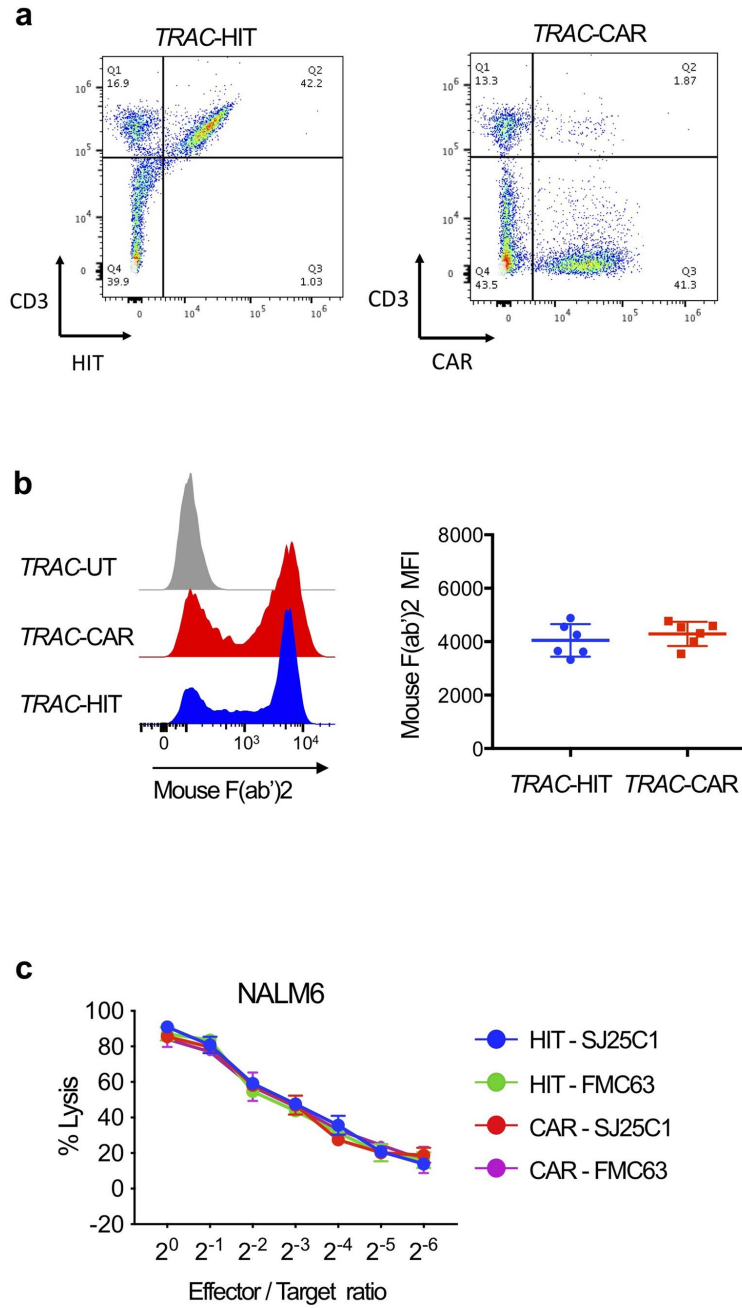 a
TRAC-HIT
Q1
16.9
Q2
42.2
10⁶
10⁵
10⁴
0
Q4
39.9
Q3
1.03
0
10⁴
10⁵
10⁶
CD3
HIT
TRAC-CAR
Q1
13.3
Q2
1.87
10⁶
10⁵
10⁴
0
Q4
43.5
Q3
41.3
0
10⁴
10⁵
10⁶
CD3
CAR
b
TRAC-UT
TRAC-CAR
TRAC-HIT
0
10³
10⁴
Mouse F(ab’)2
Mouse F(ab’)2 MFI
8000
6000
4000
2000
0
TRAC-HIT
TRAC-CAR
c
NALM6
% Lysis
100
80
60
40
20
0
-20
2⁰ 2⁻¹ 2⁻² 2⁻³ 2⁻⁴ 2⁻⁵ 2⁻⁶
Effector / Target ratio
HIT - SJ25C1
HIT - FMC63
CAR - SJ25C1
CAR - FMC63